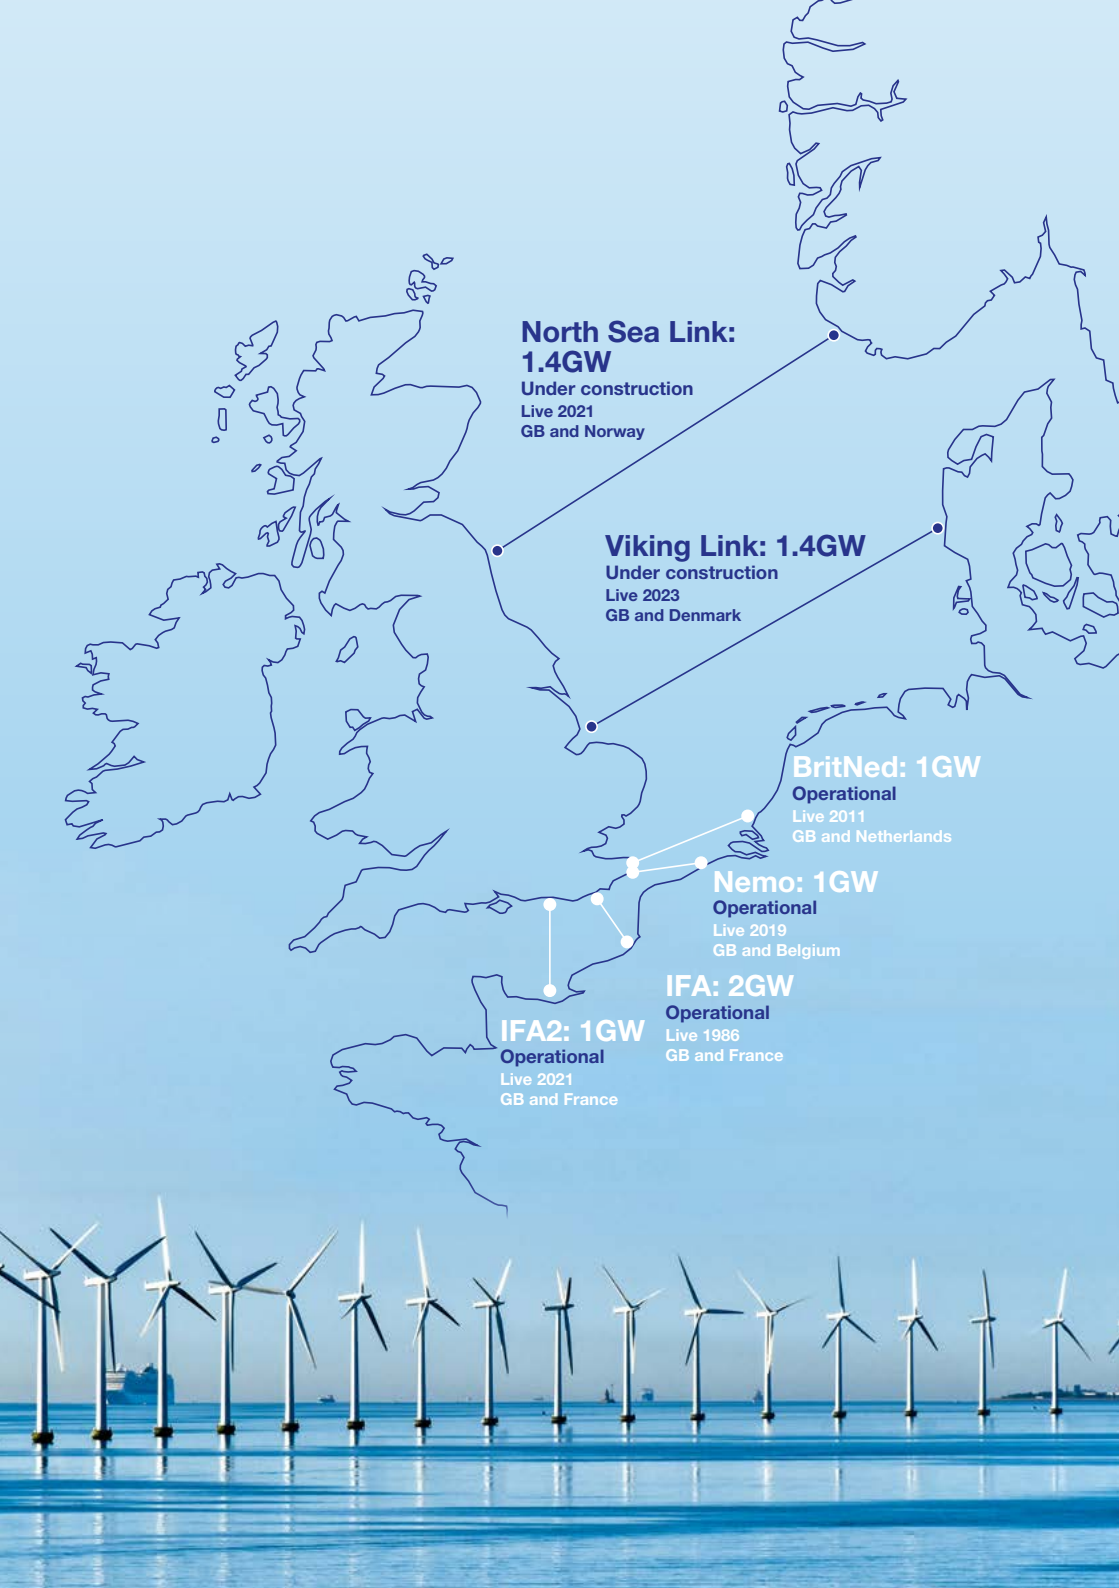 North Sea Link:
1.4GW
Under construction
Live 2021
GB and Norway
Viking Link: 1.4GW
Under construction
Live 2023
GB and Denmark
BritNed: 1GW
Operational
Live 2011
GB and Netherlands
Nemo: 1GW
Operational
Live 2019
GB and Belgium
IFA: 2GW
Operational
Live 1986
GB and France
IFA2: 1GW
Operational
Live 2021
GB and France